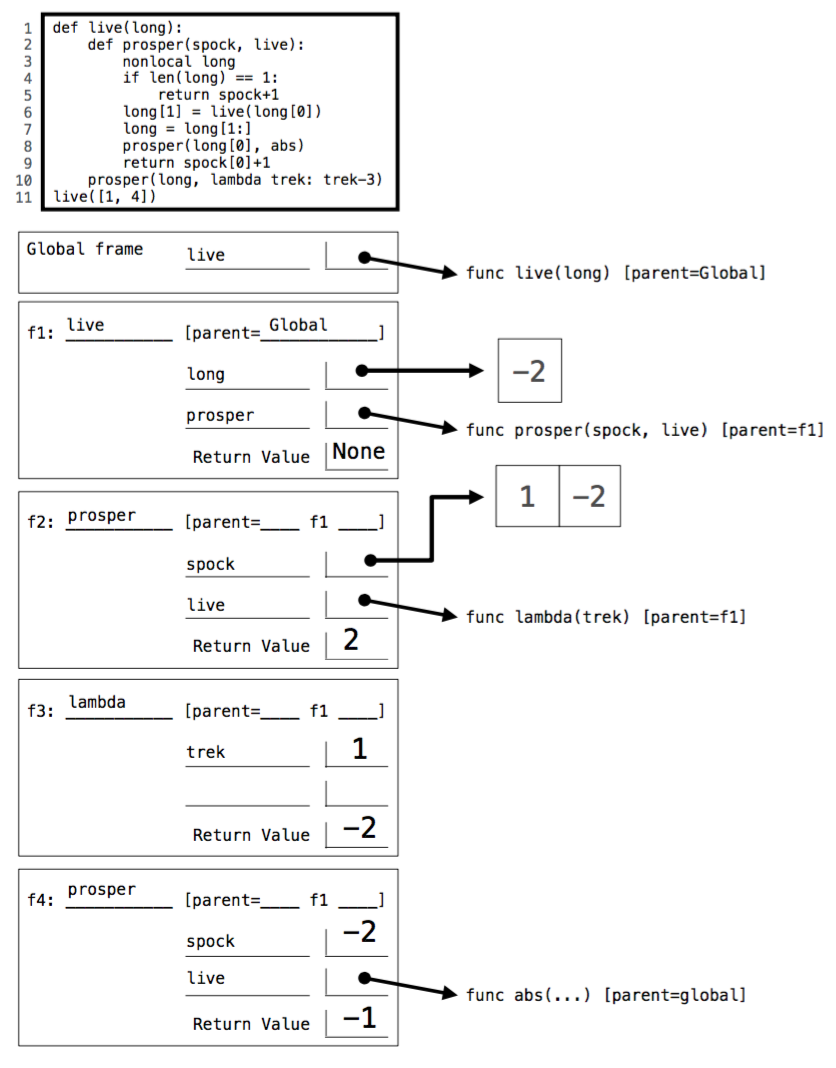 1 def live(long):
2     def prosper(spock, live):
3         nonlocal long
4         if len(long) == 1:
5             return spock+1
6         long[1] = live(long[0])
7         long = long[1:]
8         prosper(long[0], abs)
9         return spock[0]+1
10     prosper(long, lambda trek: trek-3)
11 live([1, 4])
Global frame
live
func live(long) [parent=Global]
f1: live [parent=Global]
long
-2
prosper
func prosper(spock, live) [parent=f1]
Return Value None
f2: prosper [parent=____ f1 ____]
spock
1 -2
live
func lambda(trek) [parent=f1]
Return Value 2
f3: lambda [parent=____ f1 ____]
trek 1
Return Value -2
f4: prosper [parent=____ f1 ____]
spock -2
live
func abs(...) [parent=global]
Return Value -1